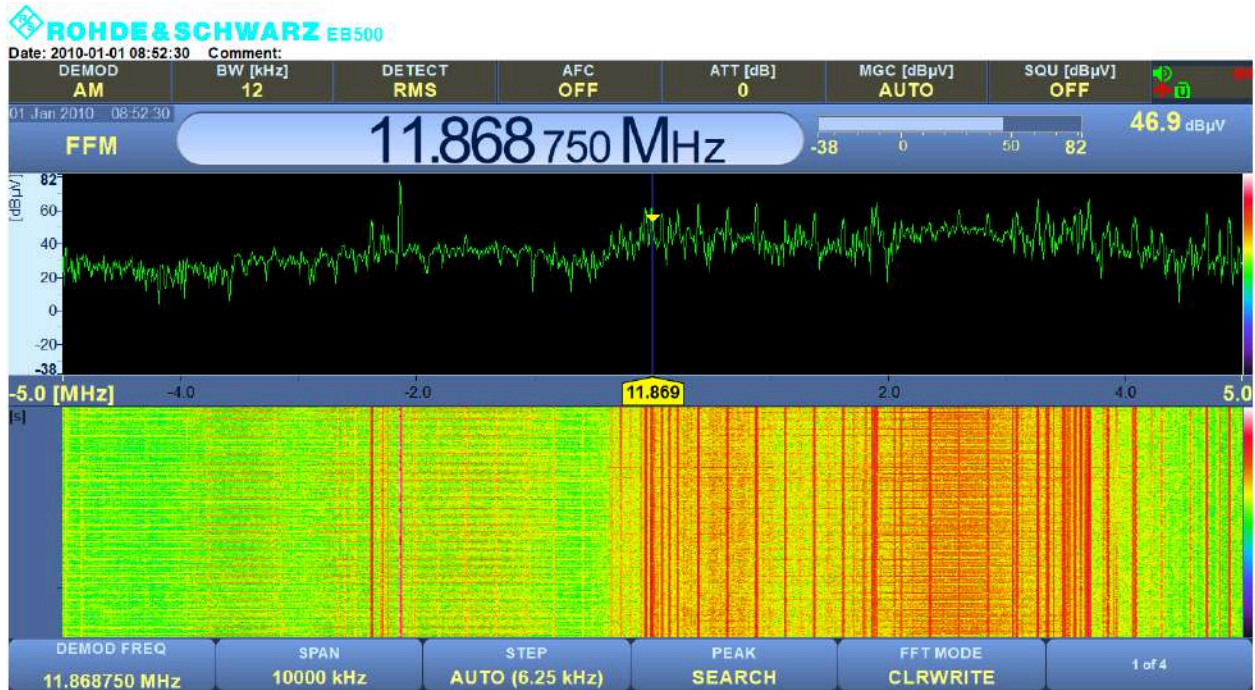 ROHDE & SCHWARZ EB500
Date: 2010-01-01 08:52:30 Comment:
DEMOD BW [kHz] DETECT AFC ATT [dB] MGC [dBµV] SQU [dBµV]
AM 12 RMS OFF 0 AUTO OFF
01 Jan 2010 08:52:30
FFM 11.868 750 MHz -38 0 50 82 46.9 dBµV
[dBµV]
82
60
40
20
0
-20
-38
-5.0 [MHz] -4.0 -2.0 11.869 2.0 4.0 5.0
[s]
DEMOD FREQ SPAN STEP PEAK FFT MODE 1 of 4
11.868750 MHz 10000 kHz AUTO (6.25 kHz) SEARCH CLRWRITE